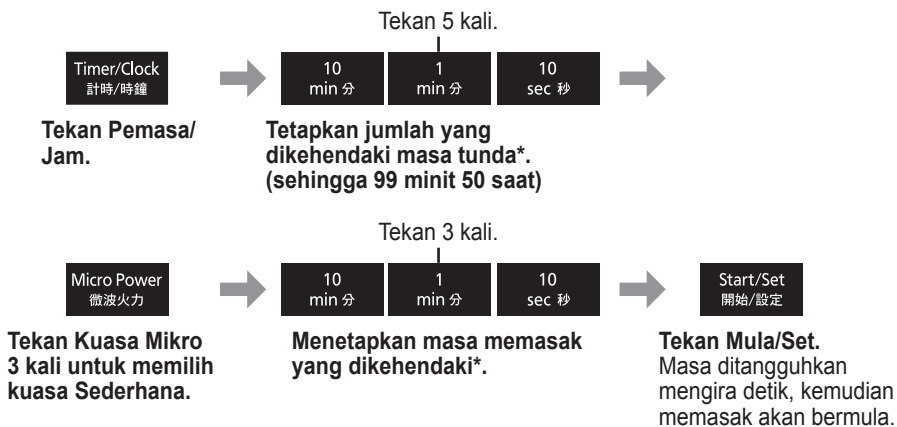 Tekan 5 kali.
Timer/Clock
計時/時鐘
10
min 分
1
min 分
10
sec 秒
Tekan Pemasa/
Jam.
Tetapkan jumlah yang
dikehendaki masa tunda*.
(sehingga 99 minit 50 saat)
Tekan 3 kali.
Micro Power
微波火力
10
min 分
1
min 分
10
sec 秒
Start/Set
開始/設定
Tekan Kuasa Mikro
3 kali untuk memilih
kuasa Sederhana.
Menetapkan masa memasak
yang dikehendaki*.
Tekan Mula/Set.
Masa ditangguhkan
mengira detik, kemudian
memasak akan bermula.